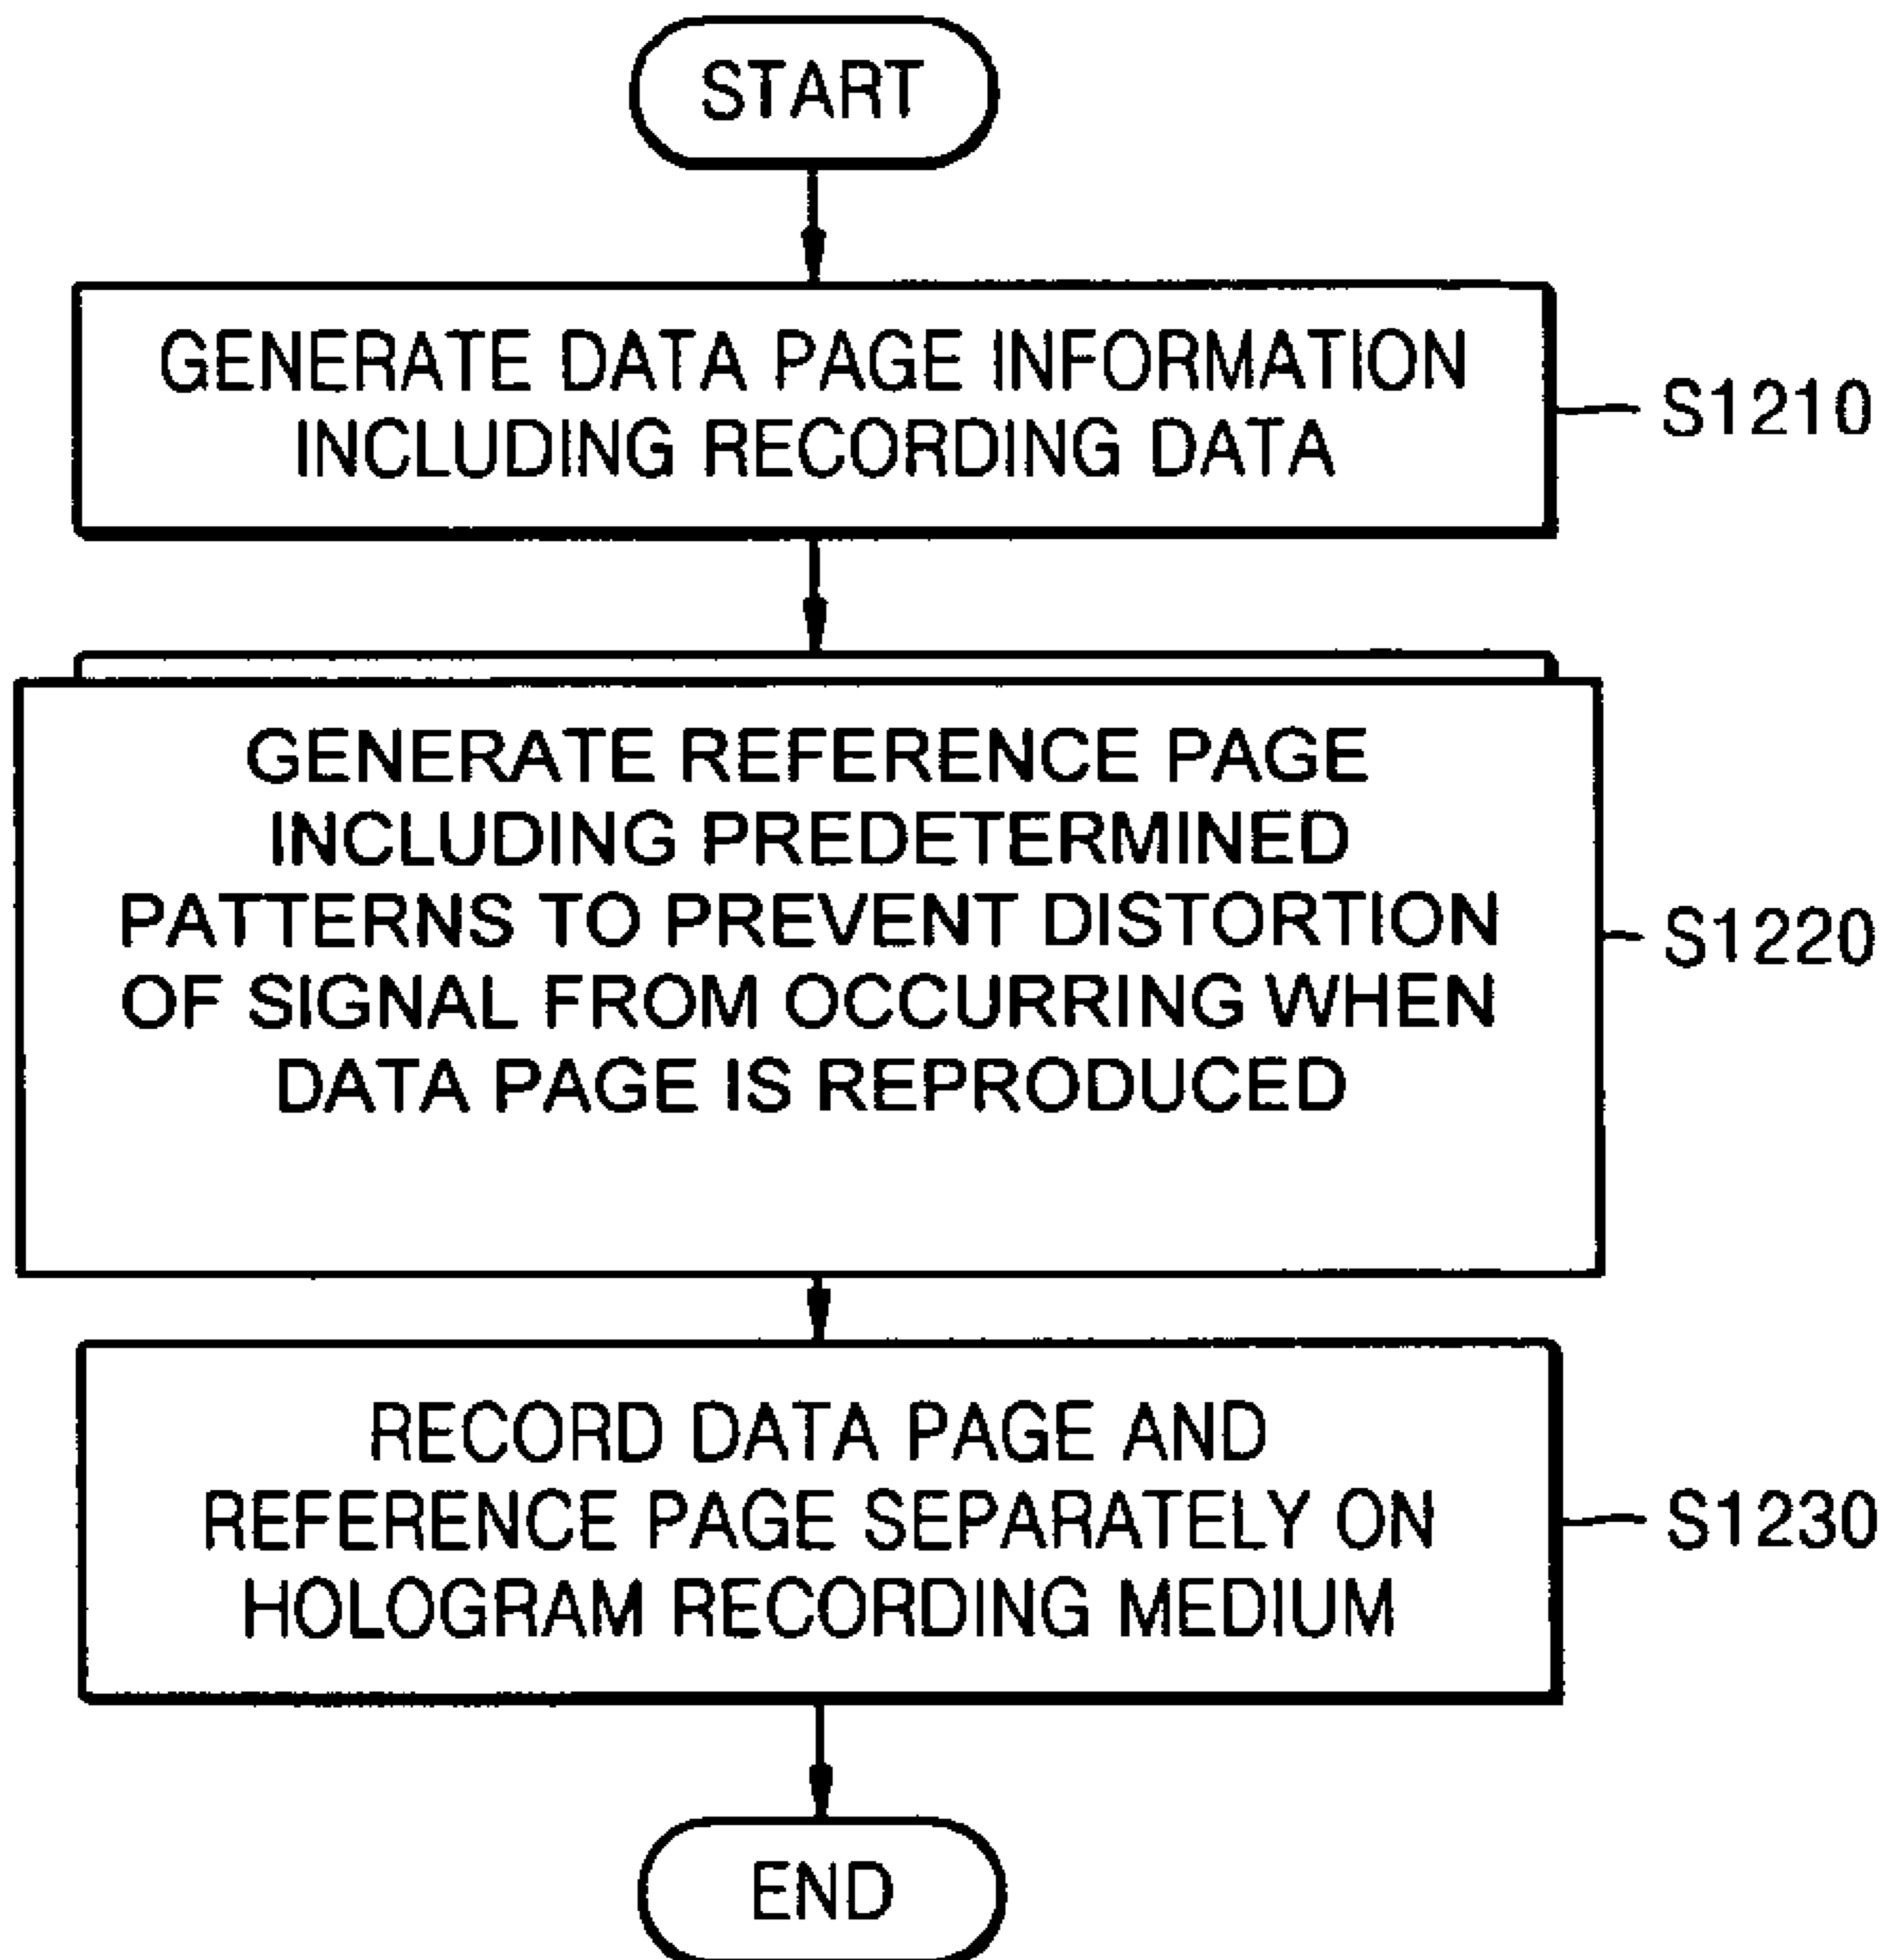 START
GENERATE DATA PAGE INFORMATION
INCLUDING RECORDING DATA
S1210
GENERATE REFERENCE PAGE
INCLUDING PREDETERMINED
PATTERNS TO PREVENT DISTORTION
OF SIGNAL FROM OCCURRING WHEN
DATA PAGE IS REPRODUCED
S1220
RECORD DATA PAGE AND
REFERENCE PAGE SEPARATELY ON
HOLOGRAM RECORDING MEDIUM
S1230
END